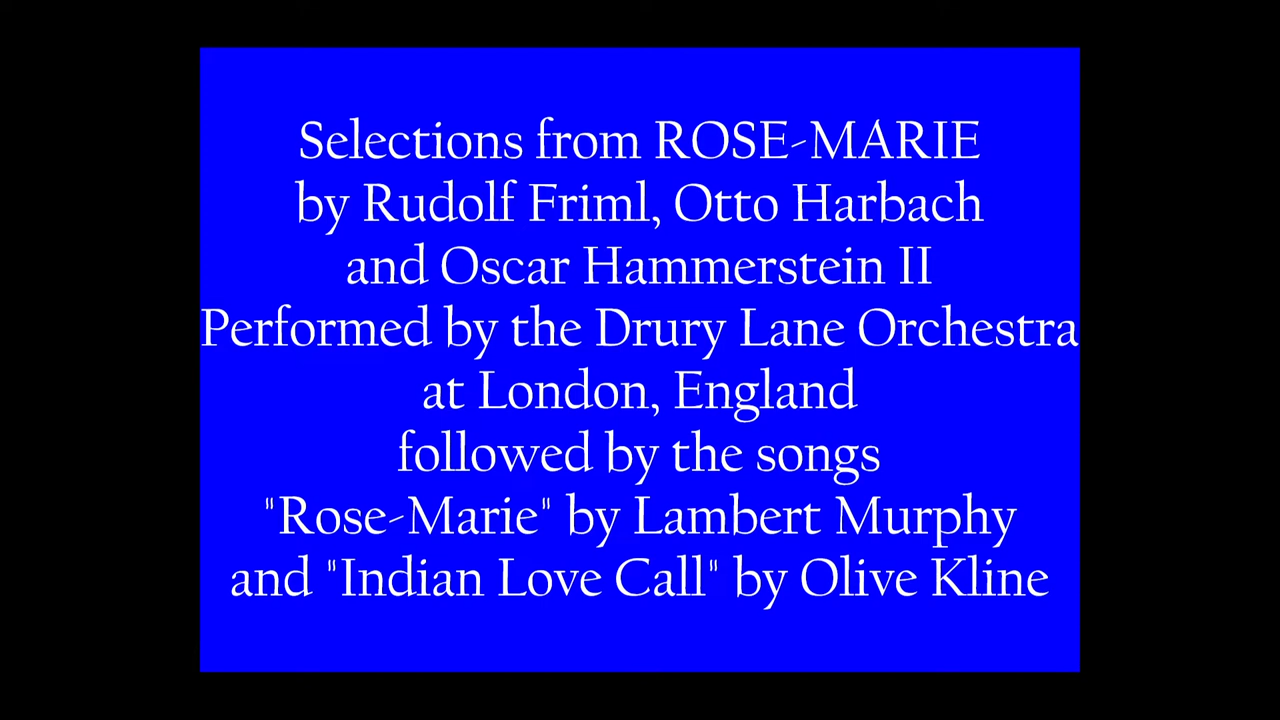 Selections from ROSE-MARIE
by Rudolf Friml, Otto Harbach
and Oscar Hammerstein II
Performed by the Drury Lane Orchestra
at London, England
followed by the songs
"Rose-Marie" by Lambert Murphy
and "Indian Love Call" by Olive Kline